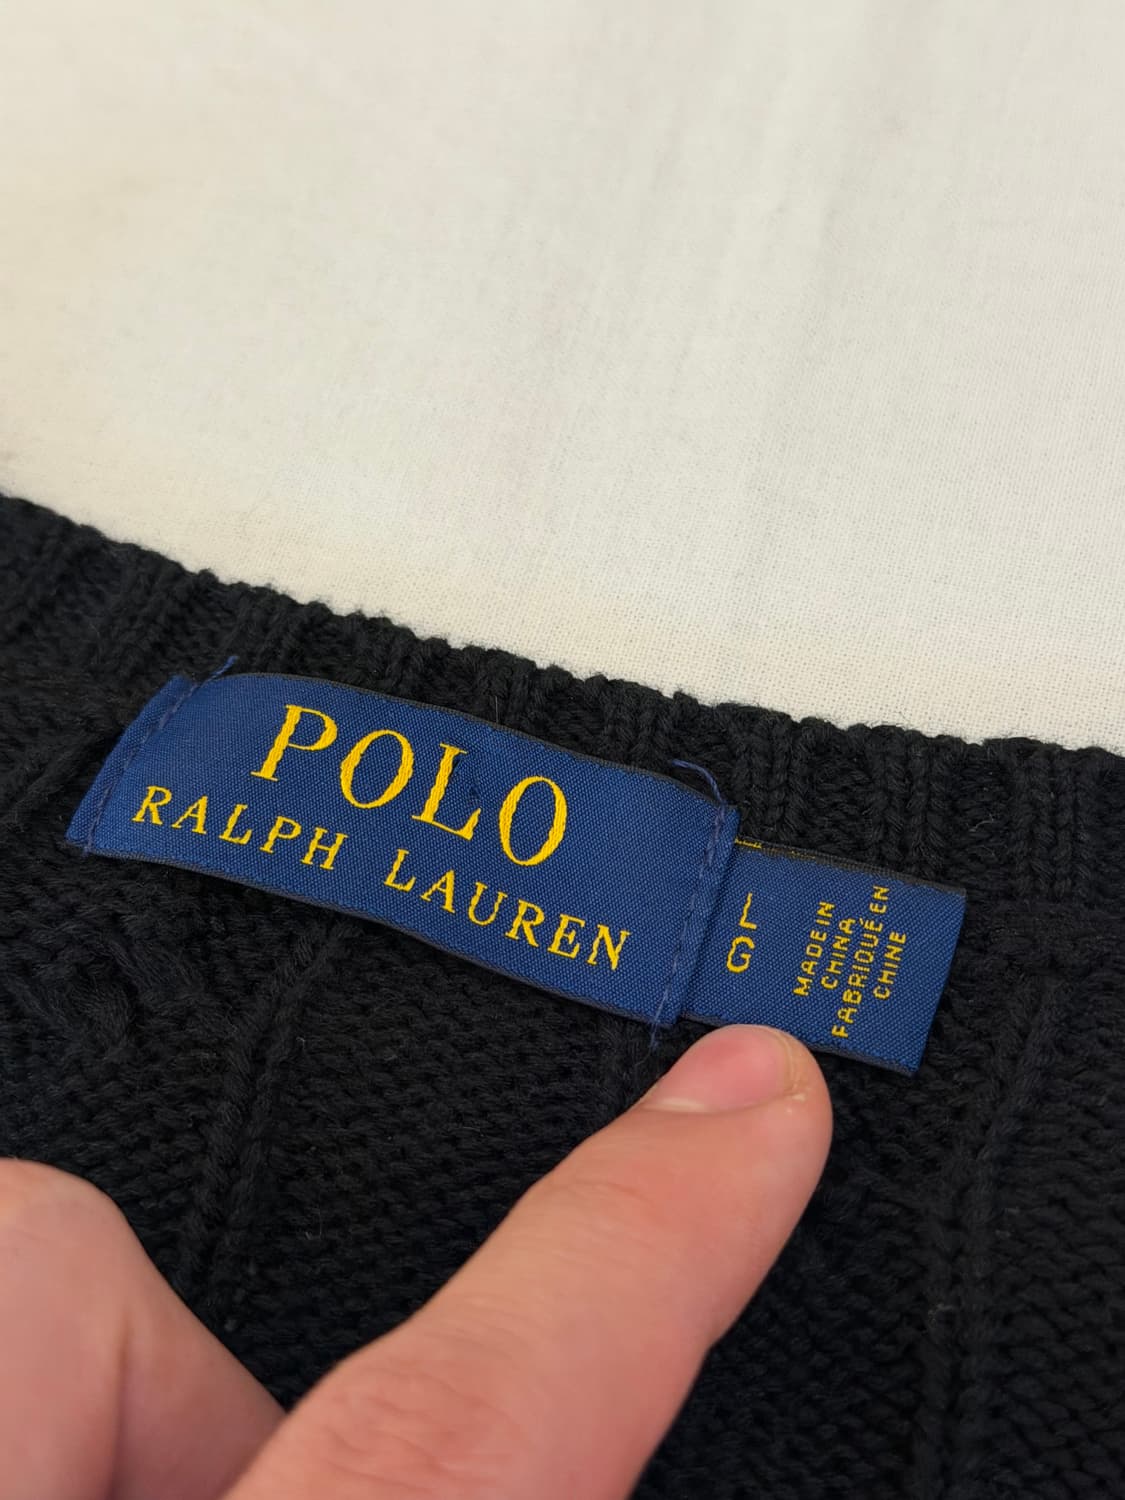 POLO
RALPH LAUREN
L
G
MADE IN
CHINA
FABRIQUÉ EN
CHINE